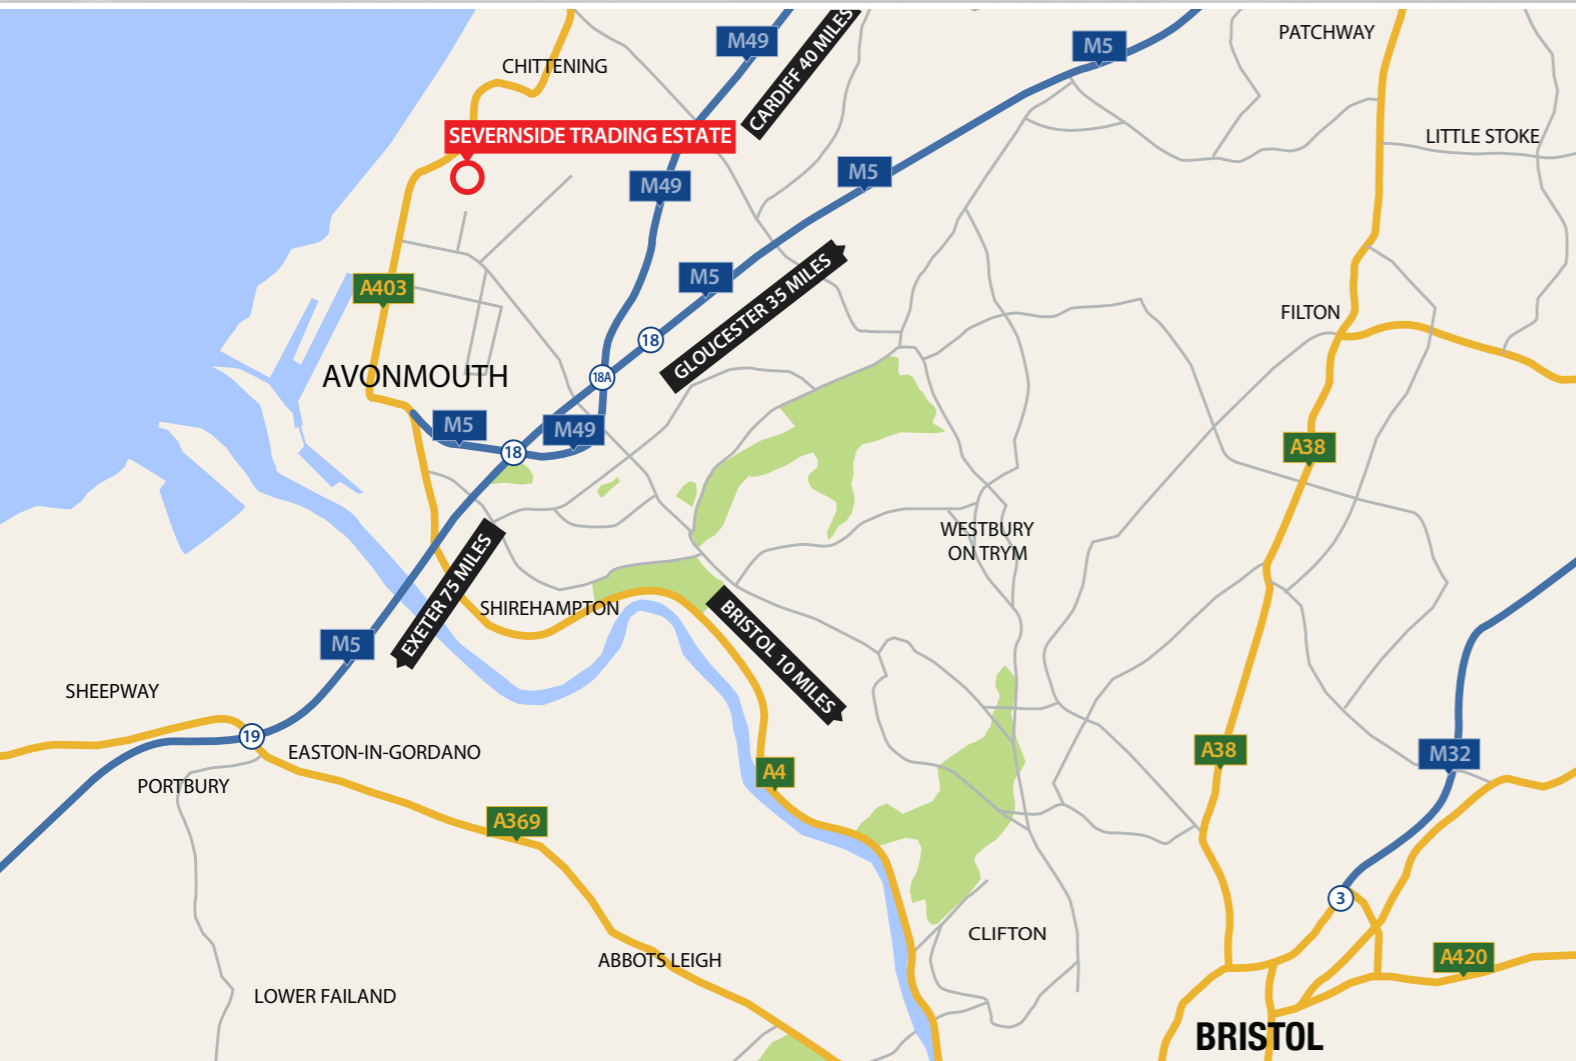 M49
CARDIFF 40 MILES
M5
PATCHWAY
CHITTENING
SEVERNSIDE TRADING ESTATE
LITTLE STOKE
M49
M5
M5
GLOUCESTER 35 MILES
A403
FILTON
18
18A
AVONMOUTH
M5
M49
18
A38
WESTBURY
ON TRYM
EXETER 75 MILES
SHIREHAMPTON
BRISTOL 10 MILES
M5
SHEEPWAY
19
EASTON-IN-GORDANO
PORTBURY
A4
A38
M32
A369
3
CLIFTON
ABBOTS LEIGH
A420
LOWER FAILAND
BRISTOL